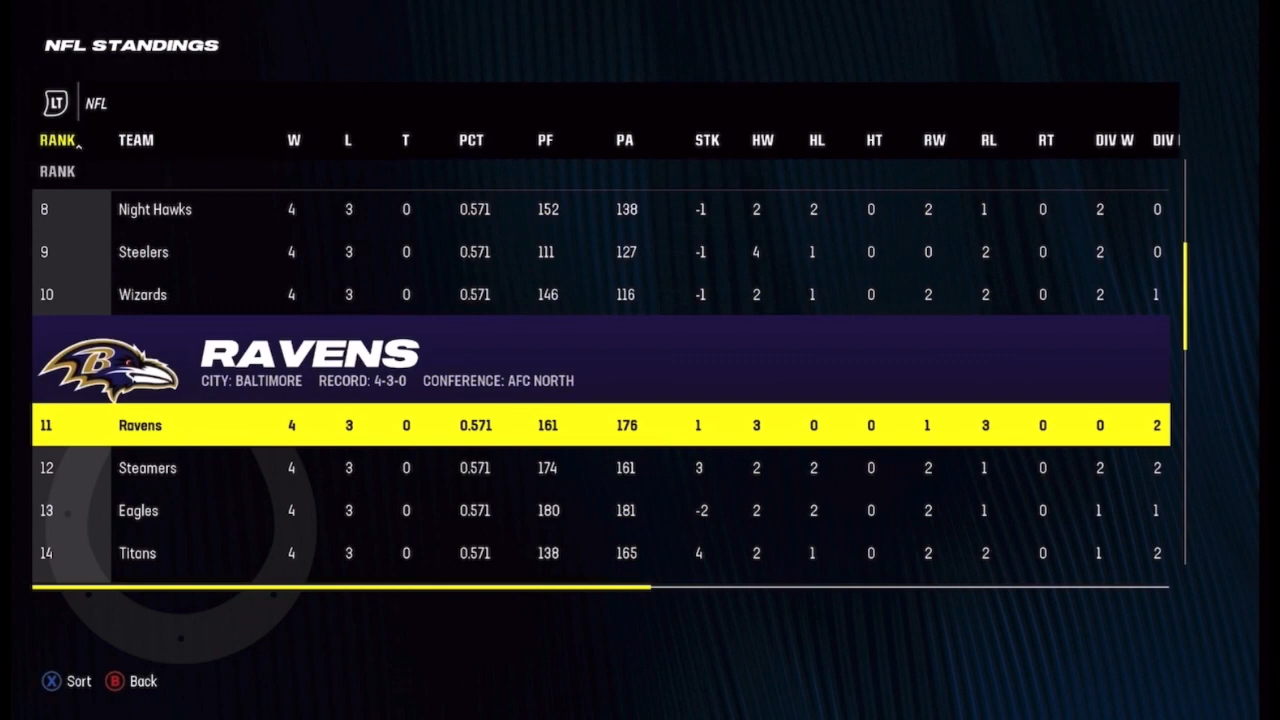 NFL STANDINGS
LT NFL
RANK TEAM W L T PCT PF PA STK HW HL HT RW RL RT DIV W DIV
RANK
8 Night Hawks 4 3 0 0.571 152 138 -1 2 2 0 2 1 0 2 0
9 Steelers 4 3 0 0.571 111 127 -1 4 1 0 0 2 0 2 0
10 Wizards 4 3 0 0.571 146 116 -1 2 1 0 2 2 0 2 1
B
RAVENS
CITY: BALTIMORE RECORD: 4-3-0 CONFERENCE: AFC NORTH
11 Ravens 4 3 0 0.571 161 176 1 3 0 0 1 3 0 0 2
12 Steamers 4 3 0 0.571 174 161 3 2 2 0 2 1 0 2 2
13 Eagles 4 3 0 0.571 180 181 -2 2 2 0 2 1 0 1 1
14 Titans 4 3 0 0.571 138 165 4 2 1 0 2 2 0 1 2
X Sort B Back